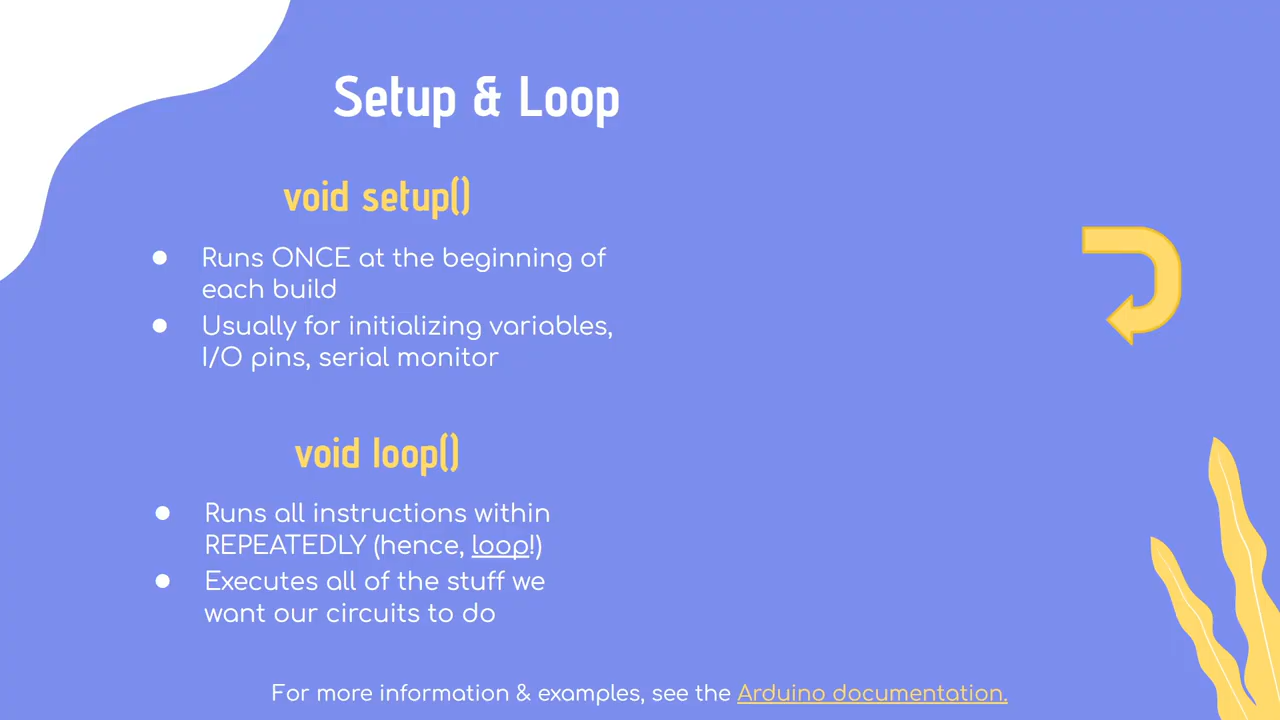 Setup & Loop
void setup()
● Runs ONCE at the beginning of
each build
● Usually for initializing variables,
I/O pins, serial monitor
void loop()
● Runs all instructions within
REPEATEDLY (hence, loop!)
● Executes all of the stuff we
want our circuits to do
For more information & examples, see the Arduino documentation.